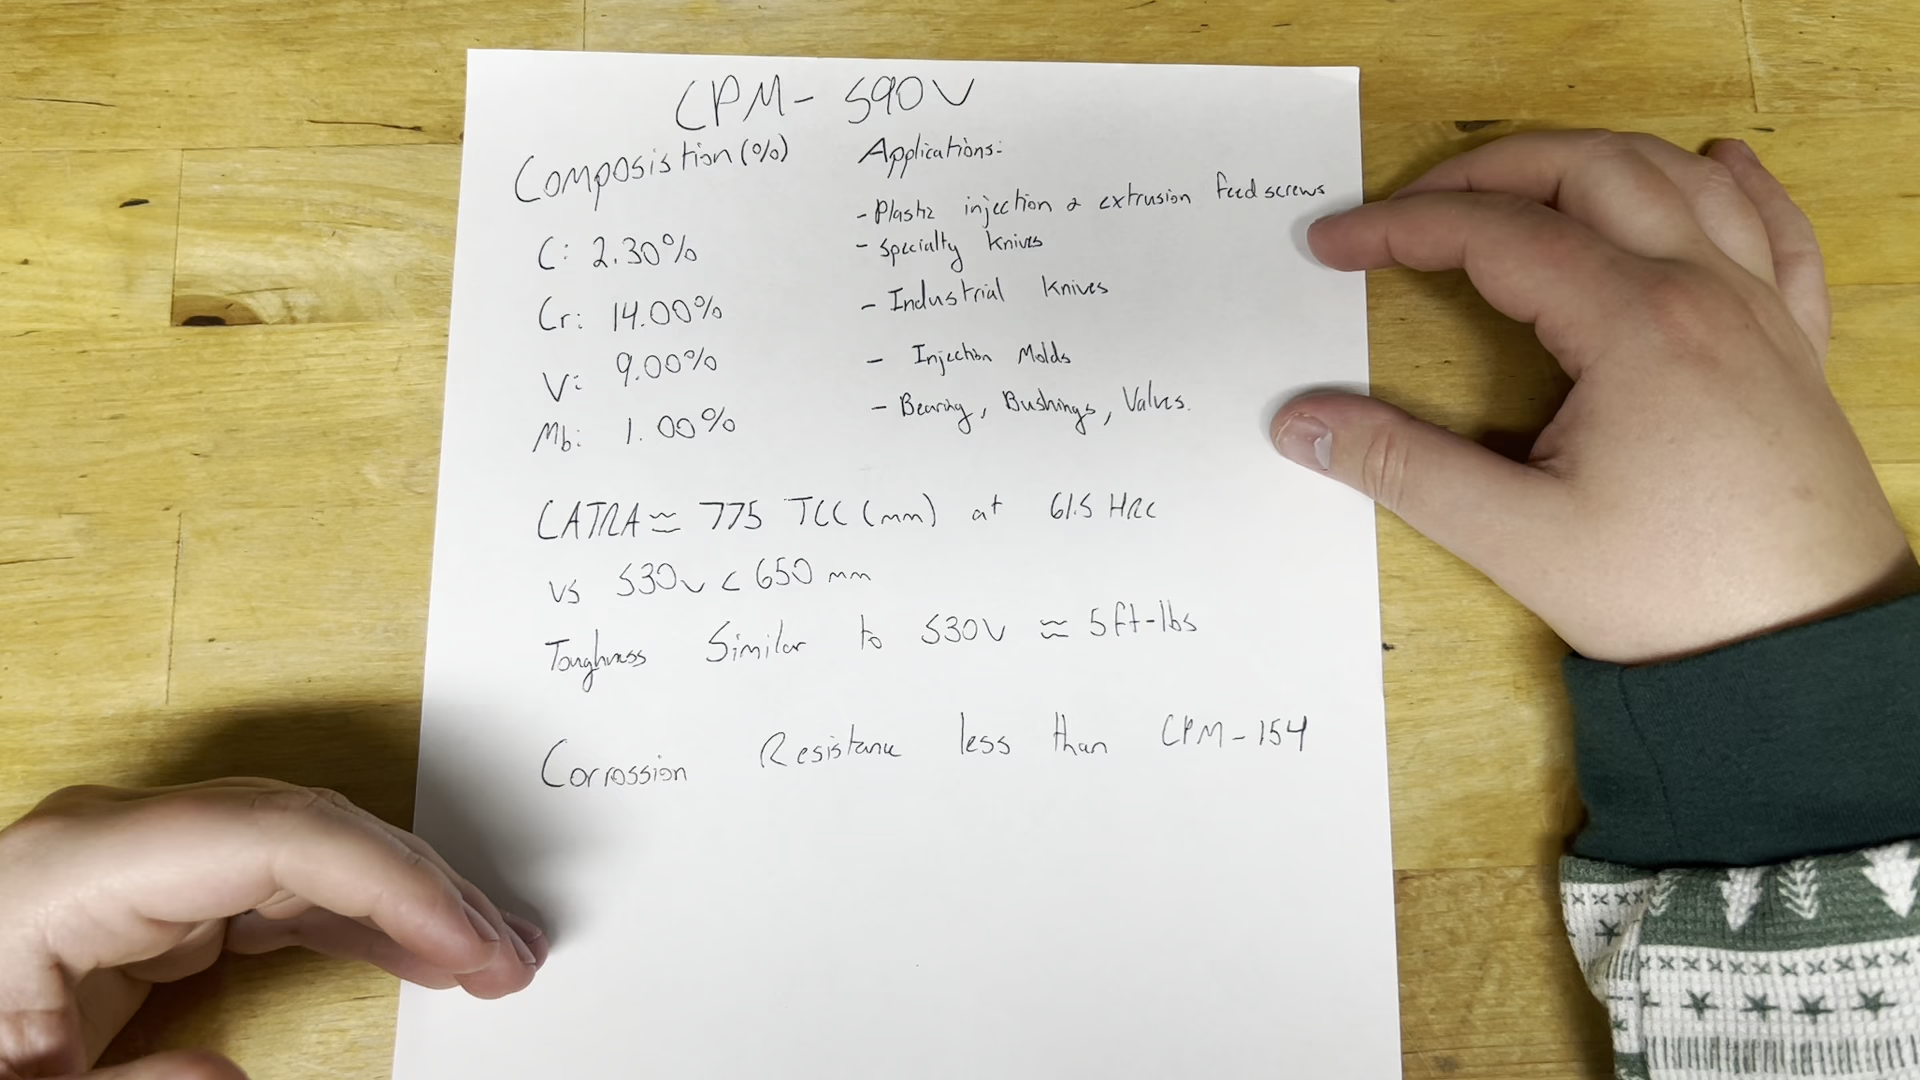 CPM-S90V
Composistion (%)
C: 2.30%
Cr: 14.00%
V: 9.00%
Mb: 1.00%
Applications:
- Plastic injection & extrusion feed screws
- Specialty Knives
- Industrial Knives
- Injection Molds
- Bearing, Bushings, Valves.
CATRA ≈ 775 TCC (mm) at 61.5 HRC
vs S30V < 650 mm
Toughness Similar to S30V ≈ 5 ft-lbs
Corrossion Resistance less than CPM-154